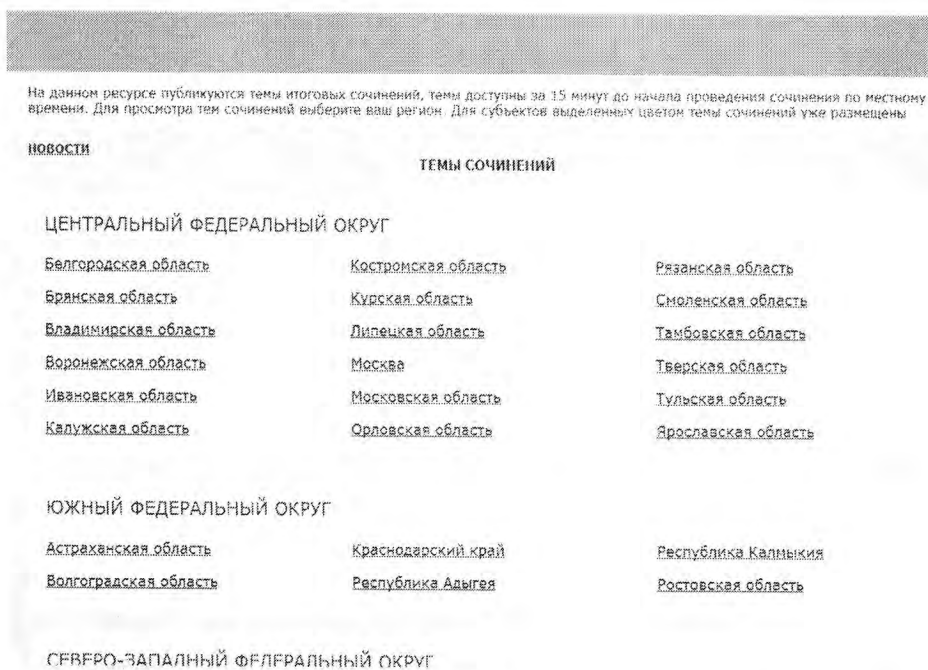 На данном ресурсе публикуются темы итоговых сочинений, темы доступны за 15 минут до начала проведения сочинения по местному
времени. Для просмотра тем сочинений выберите ваш регион. Для субъектов выделенных цветом темы сочинений уже размещены
НОВОСТИ
ТЕМЫ СОЧИНЕНИЙ
ЦЕНТРАЛЬНЫЙ ФЕДЕРАЛЬНЫЙ ОКРУГ
Белгородская область Костромская область Рязанская область
Брянская область Курская область Смоленская область
Владимирская область Липецкая область Тамбовская область
Воронежская область Москва Тверская область
Ивановская область Московская область Тульская область
Калужская область Орловская область Ярославская область
ЮЖНЫЙ ФЕДЕРАЛЬНЫЙ ОКРУГ
Астраханская область Краснодарский край Республика Калмыкия
Волгоградская область Республика Адыгея Ростовская область
СЕВЕРО-ЗАПАДНЫЙ ФЕДЕРАЛЬНЫЙ ОКРУГ